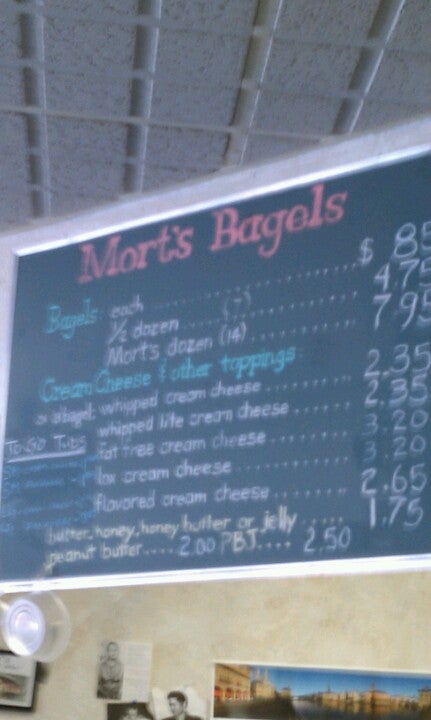 Mort's Bagels
Bagels: each .............. $ .85
1/2 dozen .... (7) .......... 4.75
Mort's dozen (14) ........... 7.95
Cream Cheese & other toppings
on a bagel: whipped cream cheese ......... 2.35
whipped lite cream cheese ....... 2.35
To-Go Tubs fat free cream cheese ........ 3.20
lox cream cheese ........... 3.20
flavored cream cheese ........ 2.65
butter, honey, honey butter or jelly ..... 1.75
peanut butter.... 2.00 PBJ.... 2.50